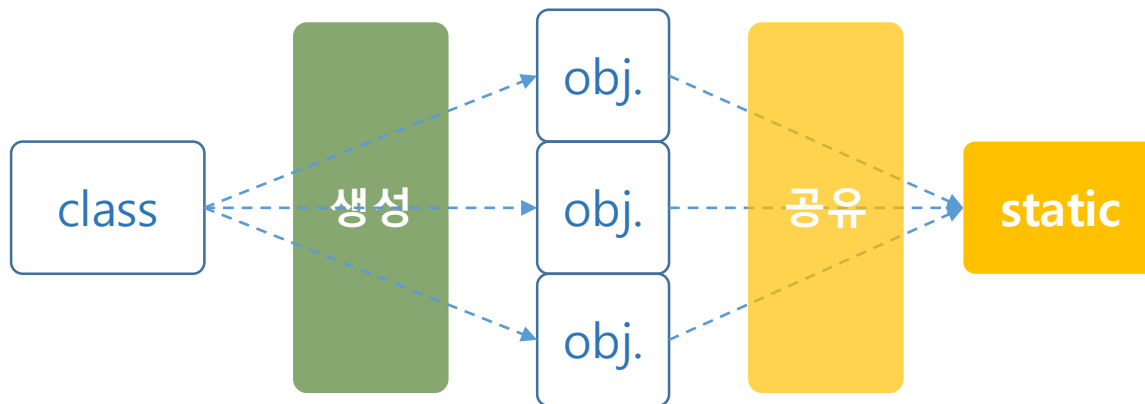 class
생성
obj.
obj.
obj.
공유
static